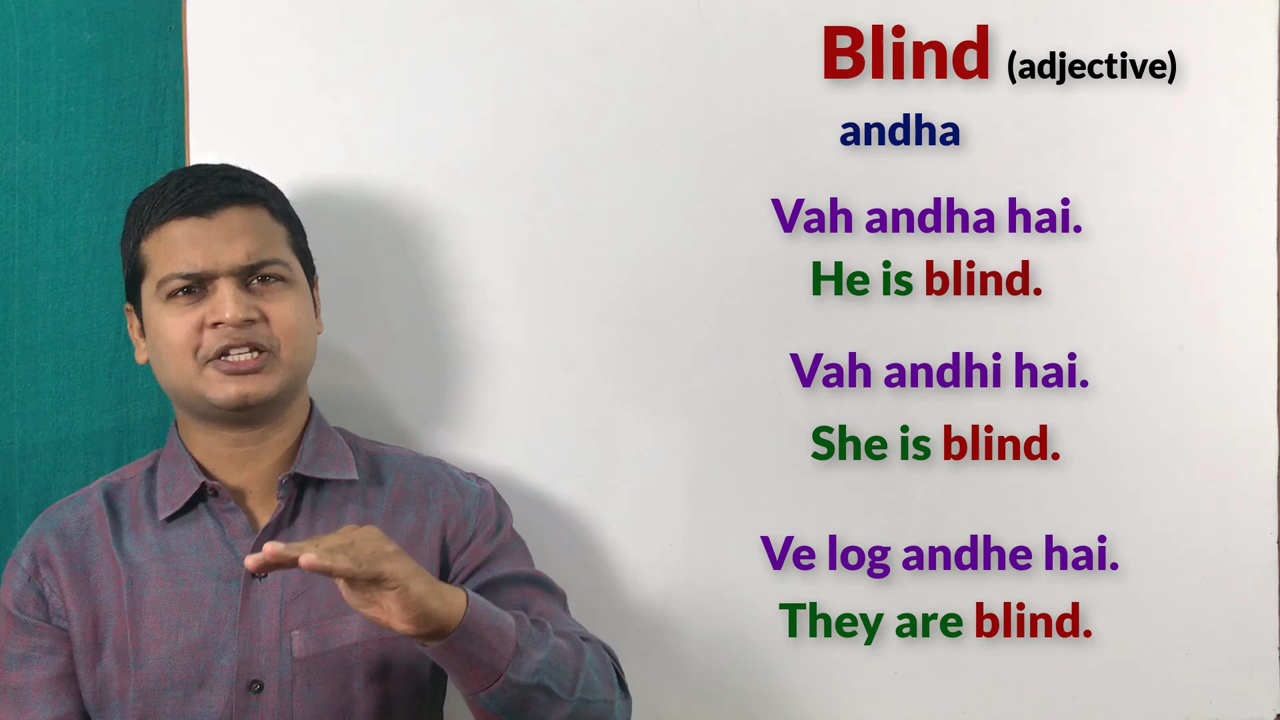 Blind (adjective)
andha
Vah andha hai.
He is blind.
Vah andhi hai.
She is blind.
Ve log andhe hai.
They are blind.